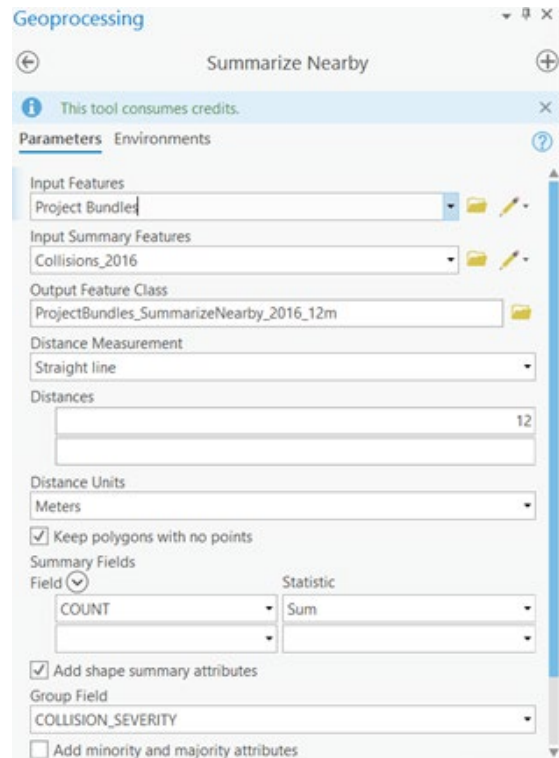 Geoprocessing
Summarize Nearby
This tool consumes credits.
Parameters Environments
Input Features
Project Bundles
Input Summary Features
Collisions_2016
Output Feature Class
ProjectBundles_SummarizeNearby_2016_12m
Distance Measurement
Straight line
Distances
12
Distance Units
Meters
Keep polygons with no points
Summary Fields
Field Statistic
COUNT Sum
Add shape summary attributes
Group Field
COLLISION_SEVERITY
Add minority and majority attributes